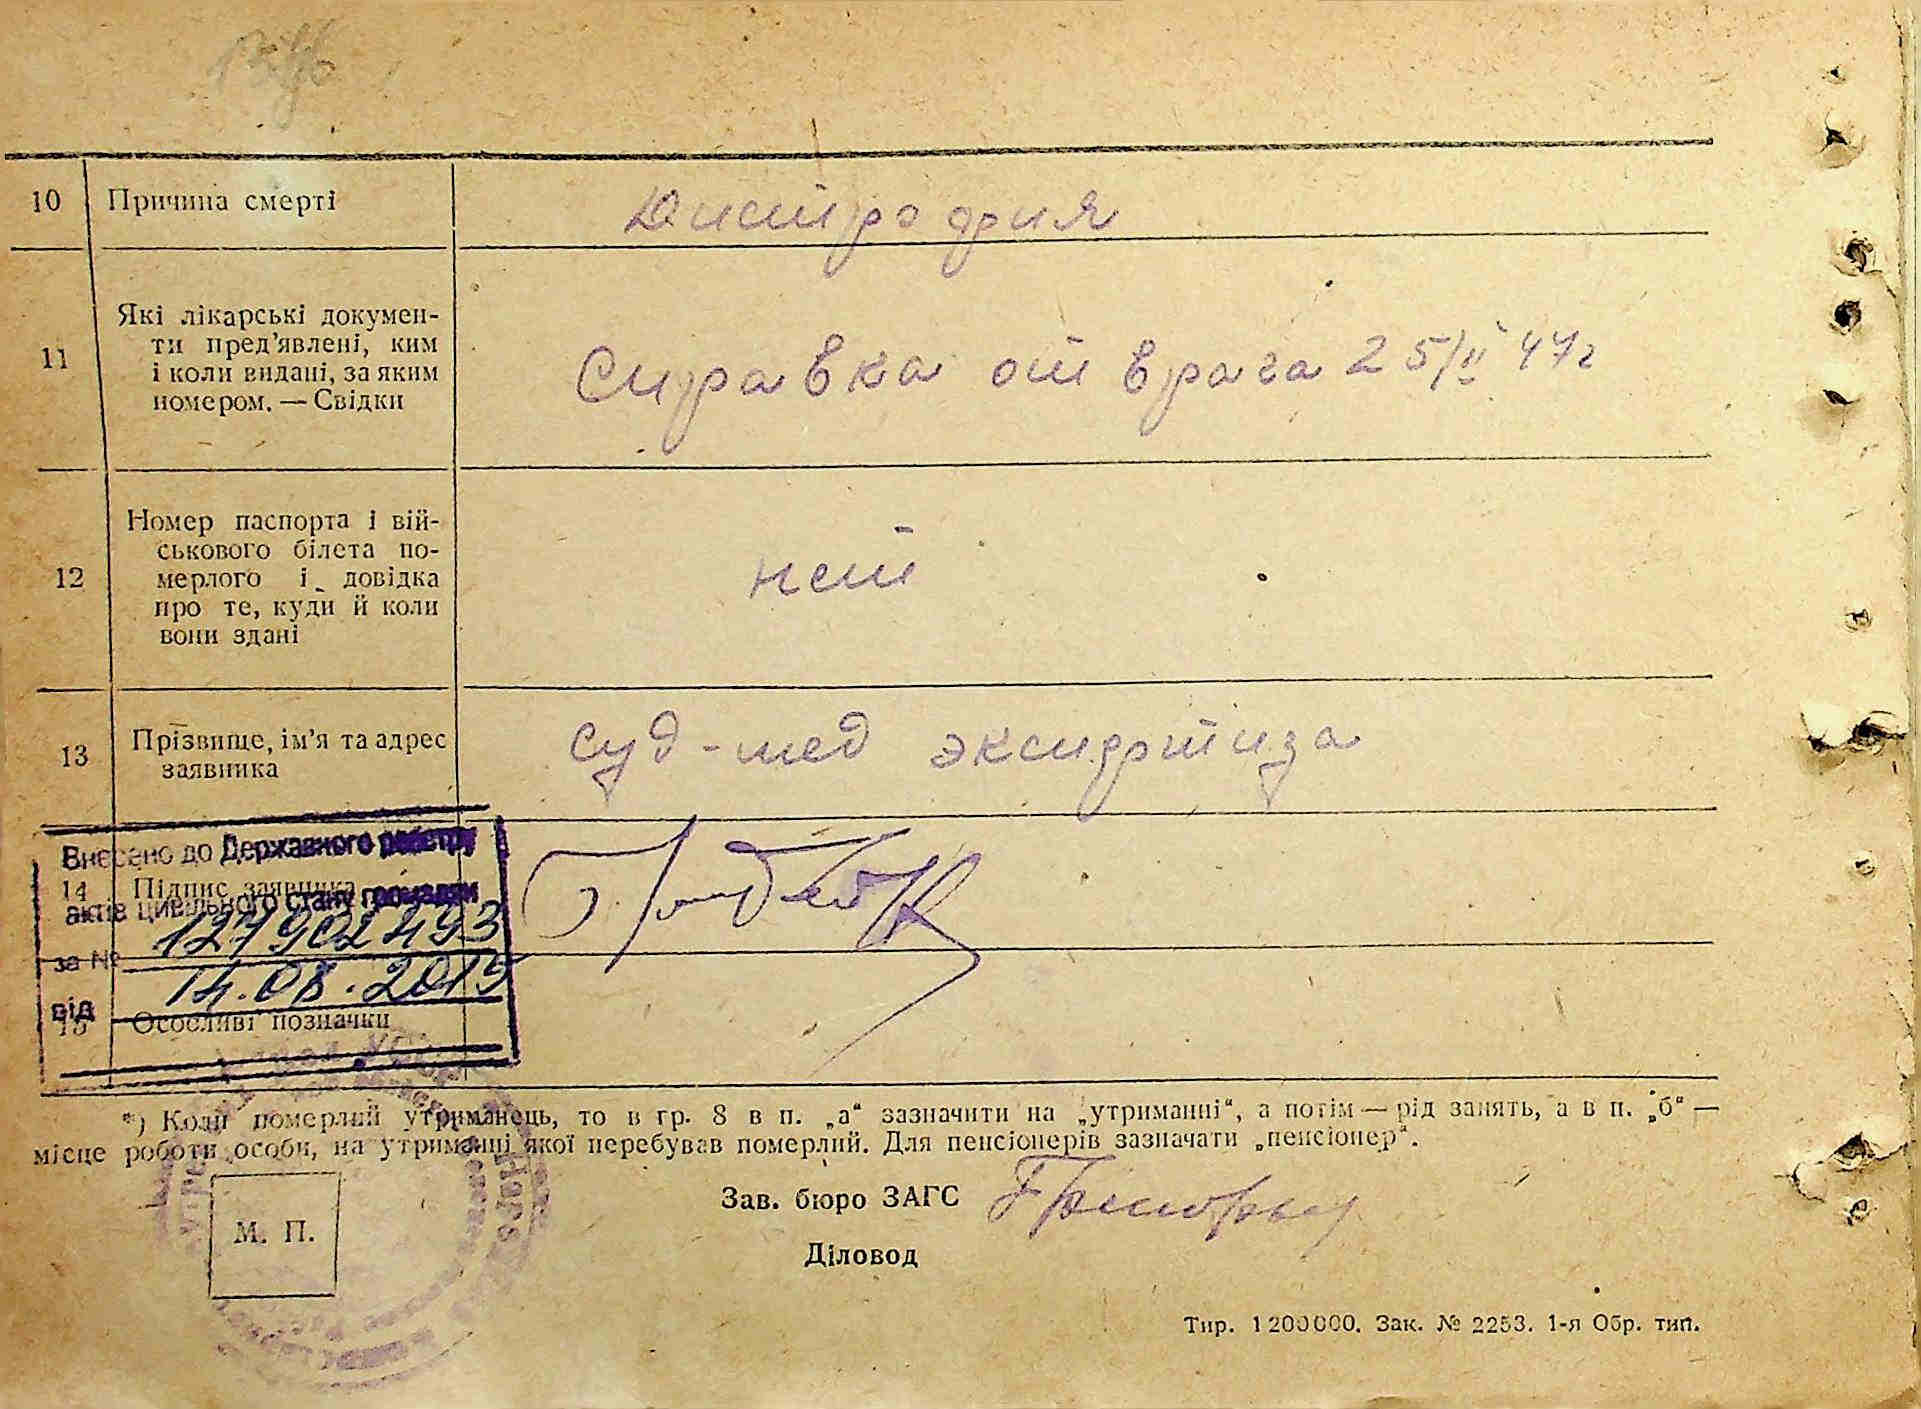 10 Причина смерті Дистрофия
11 Які лікарські докумен-
ти пред’явлені, ким
і коли видані, за яким
номером. — Свідки
Справка от врача 25/II 47г
12 Номер паспорта і вій-
ськового білета по-
мерлого і довідка
про те, куди й коли
вони здані
нет
13 Прізвище, ім’я та адрес
заявника
суд-мед экспертиза
Внесено до Державного реєстру
14 Підпис заявника
актів цивільного стану громадян
за № 127902493
від 14.08.2015
15 Особливі позначки
*) Коли померлий утриманець, то в гр. 8 в п. „а“ зазначити на „утриманні“, а потім — рід занять, а в п. „б“ —
місце роботи особи, на утриманні якої перебував померлий. Для пенсіонерів зазначати „пенсіонер“.
Зав. бюро ЗАГС
М. П.
Діловод
Тир. 1200000. Зак. № 2253. 1-я Обр. тип.